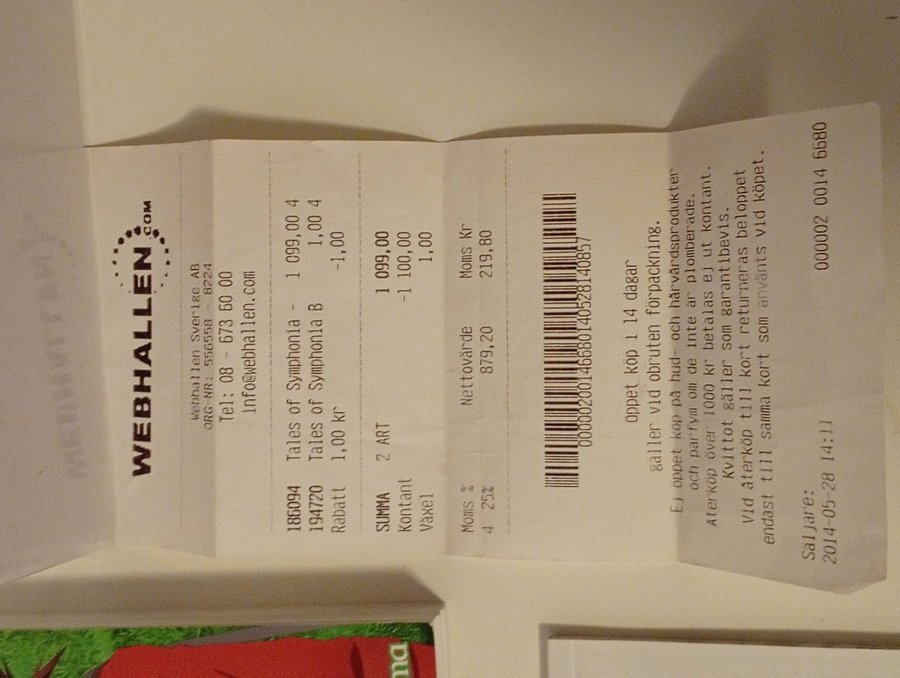 WEBHALLEN.COM
Webhallen Sverige AB
ORG-NR: 556558 - 8224
Tel: 08 - 673 60 00
info@webhallen.com
186094 Tales of Symphonia - 1 099,00 4
194720 Tales of Symphonia B 1,00 4
Rabatt 1,00 kr -1,00
SUMMA 2 ART 1 099,00
Kontant -1 100,00
Växel 1,00
Moms % Nettovärde Moms Kr
4 25% 879,20 219,80
00000200146680140528140857
Öppet köp i 14 dagar
gäller vid obruten förpackning.
Ej öppet köp på hud- och hårvårdsprodukter
och parfym om de inte är plomberade.
Återköp över 1000 kr betalas ej ut kontant.
Kvittot gäller som garantibevis.
Vid återköp till kort returneras beloppet
endast till samma kort som använts vid köpet.
Säljare:
2014-05-28 14:11 000002 0014 6680
ma